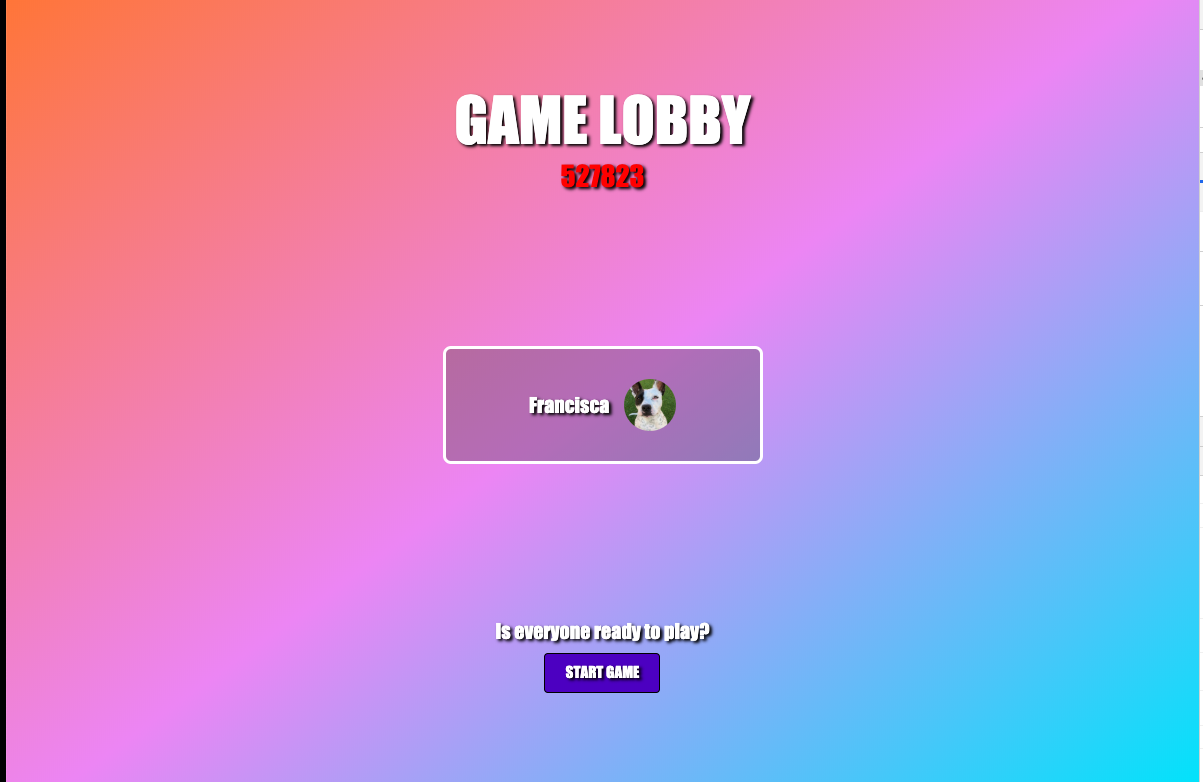 GAME LOBBY
527823
Francisca
Is everyone ready to play?
START GAME